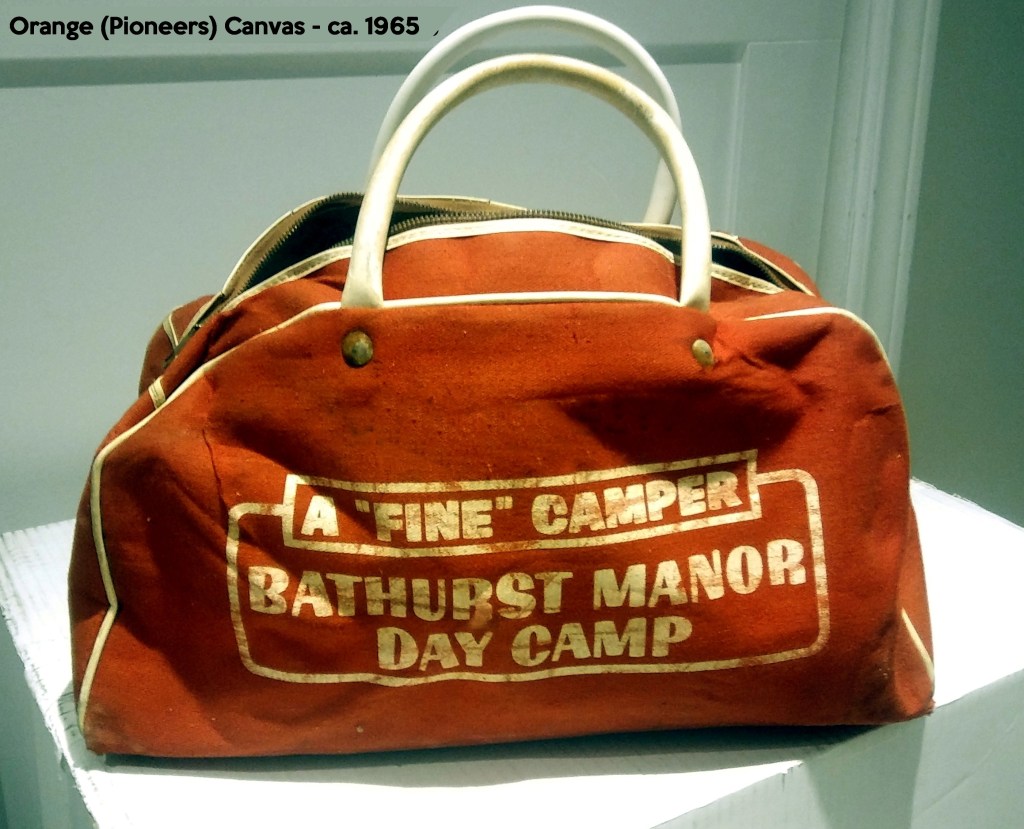 Orange (Pioneers) Canvas - ca. 1965
A "FINE" CAMPER
BATHURST MANOR
DAY CAMP